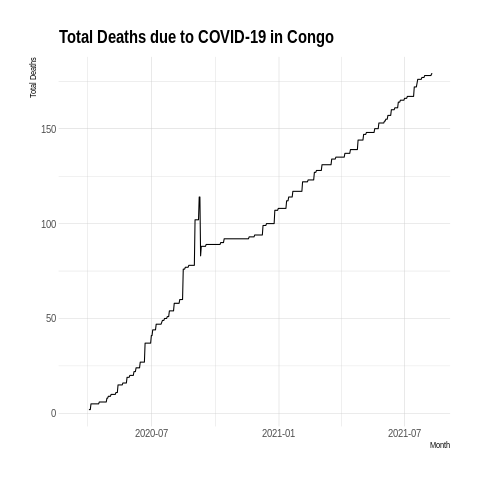 Total Deaths due to COVID-19 in Congo
Total Deaths
150
100
50
0
2020-07
2021-01
2021-07
Month